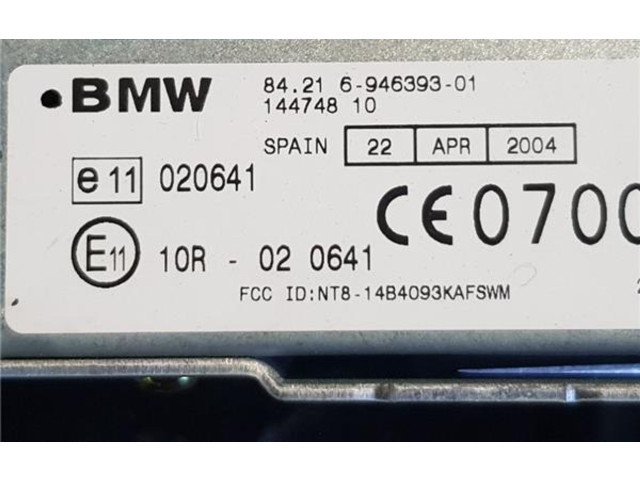 •BMW 84.21 6-946393-01
144748 10
SPAIN 22 APR 2004
e11 020641
CE0700
E11 10R - 02 0641
FCC ID:NT8-14B4093KAFSWM